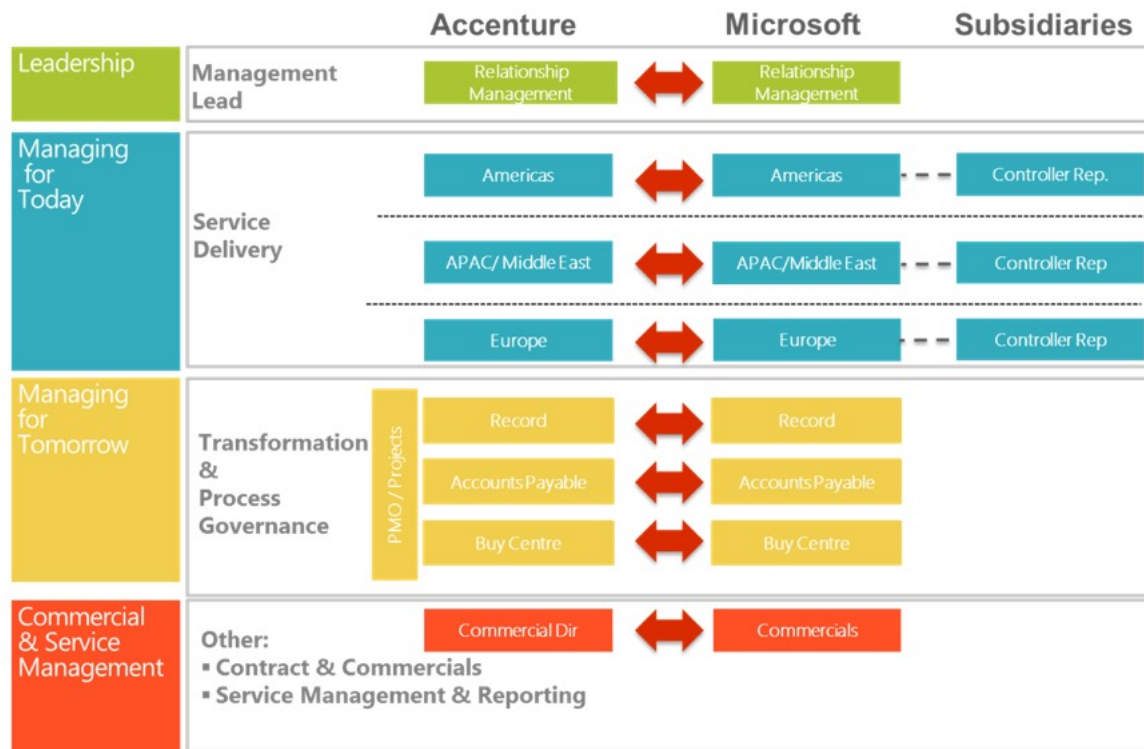 Accenture
Microsoft
Subsidiaries
Leadership
Management
Lead
Relationship
Management
Relationship
Management
Managing
for
Today
Service
Delivery
Americas
Americas
Controller Rep.
APAC/ Middle East
APAC/Middle East
Controller Rep
Europe
Europe
Controller Rep
Managing
for
Tomorrow
Transformation
&
Process
Governance
PMO / Projects
Record
Record
Accounts Payable
Accounts Payable
Buy Centre
Buy Centre
Commercial
& Service
Management
Other:
▪ Contract & Commercials
▪ Service Management & Reporting
Commercial Dir
Commercials